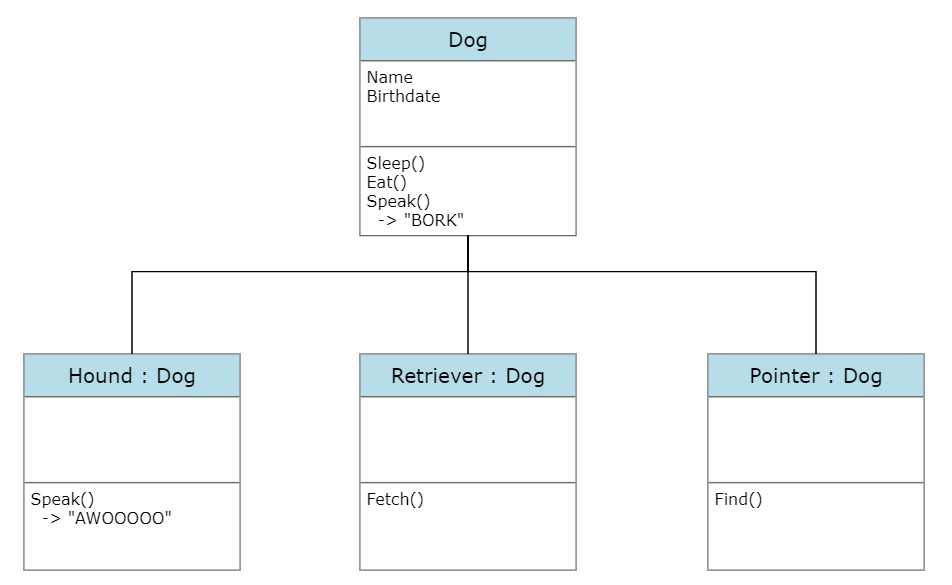 Dog
Name
Birthdate
Sleep()
Eat()
Speak()
-> "BORK"
Hound : Dog
Speak()
-> "AWOOOOO"
Retriever : Dog
Fetch()
Pointer : Dog
Find()